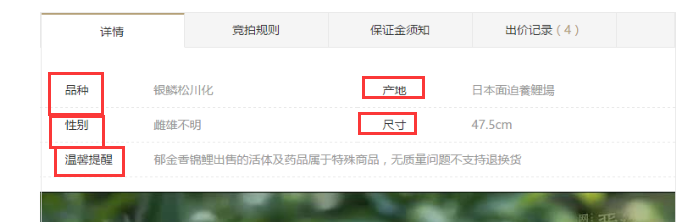 详情 竞拍规则 保证金须知 出价记录（4）
品种 银鳞松川化 产地 日本面迫養鯉場
性别 雌雄不明 尺寸 47.5cm
温馨提醒 郁金香锦鲤出售的活体及药品属于特殊商品，无质量问题不支持退换货